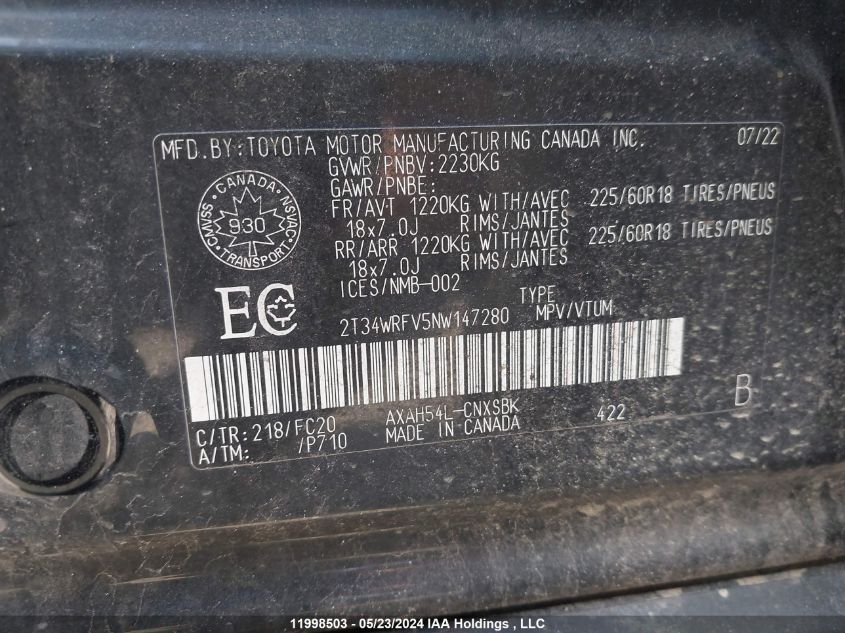 MFD.BY:TOYOTA MOTOR MANUFACTURING CANADA INC. 07/22
GVWR/PNBV:2230KG
GAWR/PNBE:
FR/AVT 1220KG WITH/AVEC 225/60R18 TIRES/PNEUS
18x7.0J RIMS/JANTES
RR/ARR 1220KG WITH/AVEC 225/60R18 TIRES/PNEUS
18x7.0J RIMS/JANTES
ICES/NMB-002
CANADA
CMVSS 930 NSVAC
TRANSPORT
EC
TYPE
2T34WRFV5NW147280 MPV/VTUM
B
C/TR:218/FC20 AXAH54L-CNXSBK 422
A/TM: /P710 MADE IN CANADA
11998503 - 05/23/2024 IAA Holdings , LLC